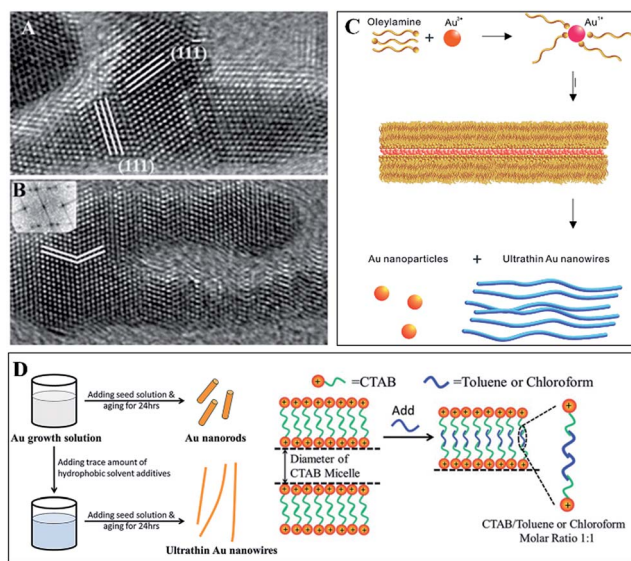 A
(111)
(111)
B
C
Oleylamine
Au3+
Au1+
+
Au nanoparticles + Ultrathin Au nanowires
D
Au growth solution
Adding seed solution &
aging for 24hrs
Au nanorods
Adding trace amount of
hydrophobic solvent additives
Adding seed solution &
aging for 24hrs
Ultrathin Au nanowires
=CTAB
=Toluene or Chloroform
Diameter of
CTAB Micelle
Add
CTAB/Toluene or Chloroform
Molar Ratio 1:1